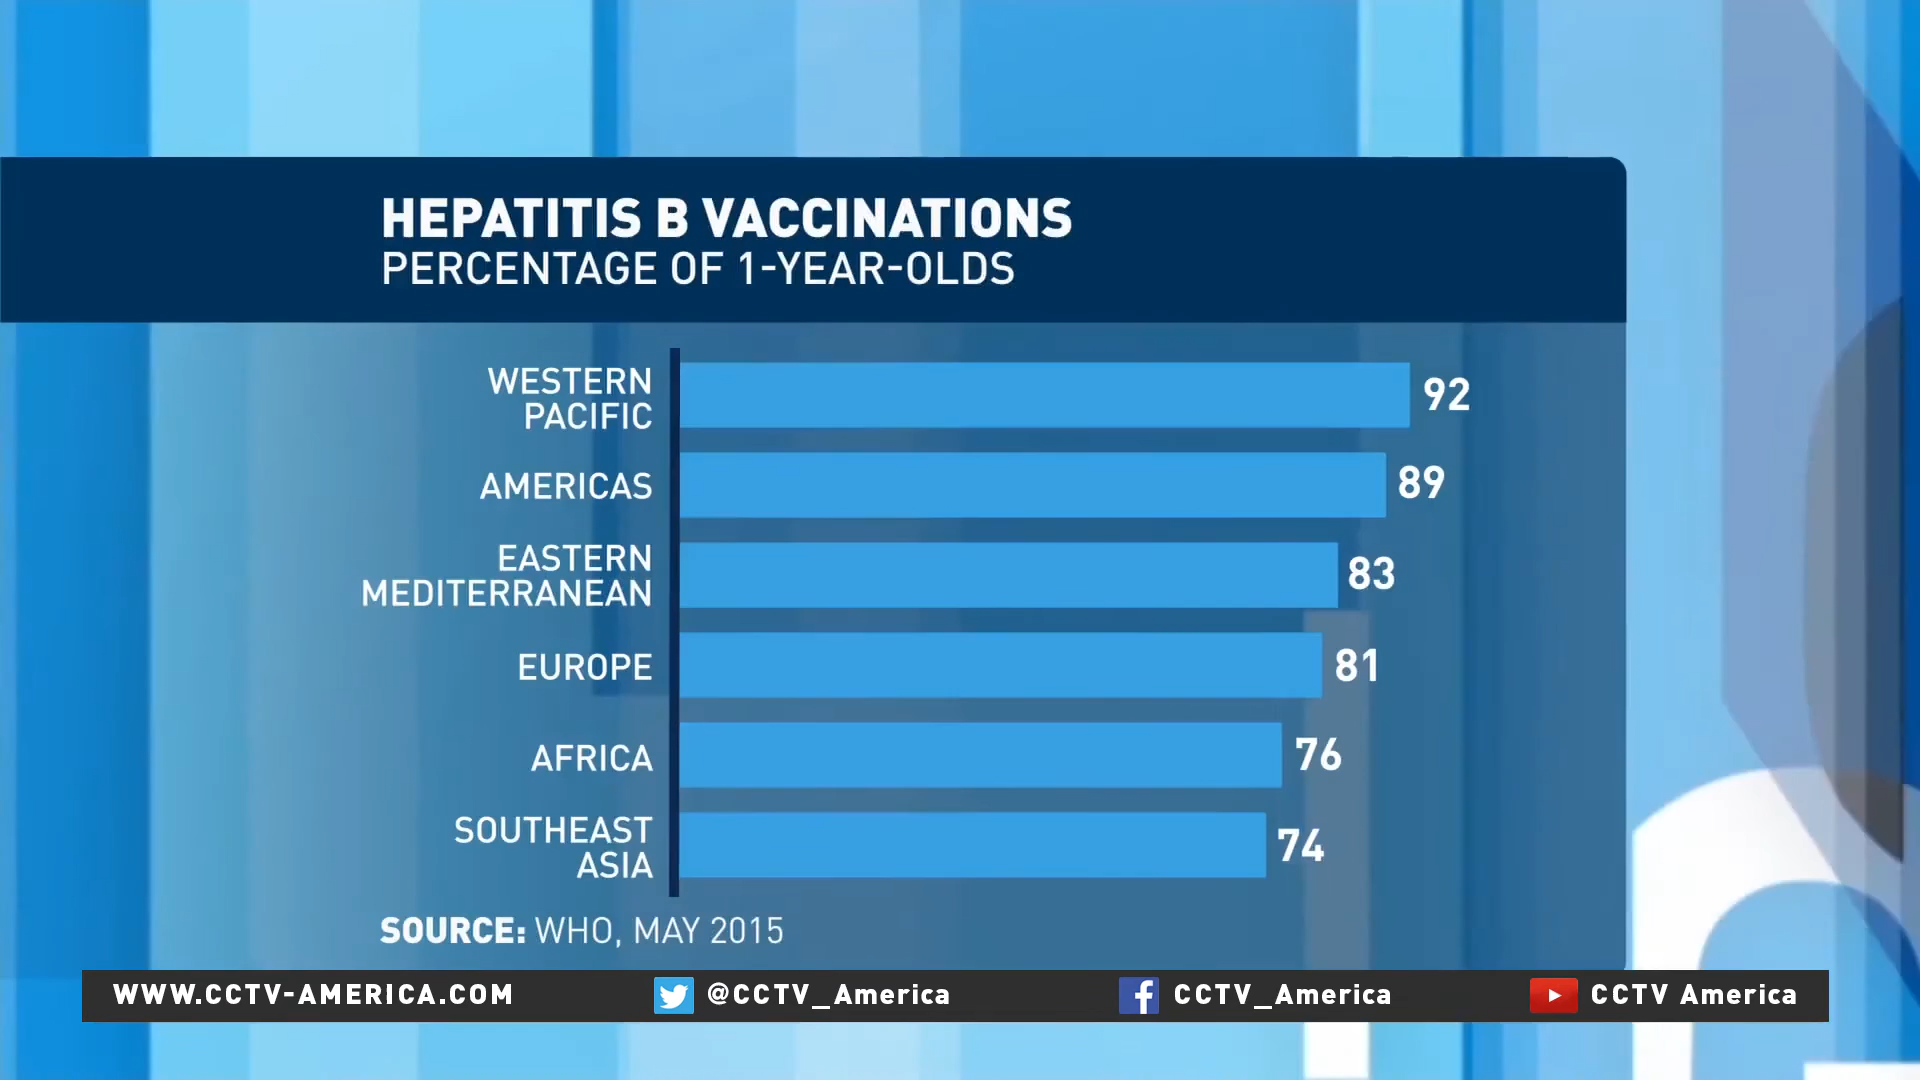 HEPATITIS B VACCINATIONS
PERCENTAGE OF 1-YEAR-OLDS
WESTERN
PACIFIC
92
AMERICAS
89
EASTERN
MEDITERRANEAN
83
EUROPE
81
AFRICA
76
SOUTHEAST
ASIA
74
SOURCE: WHO, MAY 2015
WWW.CCTV-AMERICA.COM @CCTV_America CCTV_America CCTV America